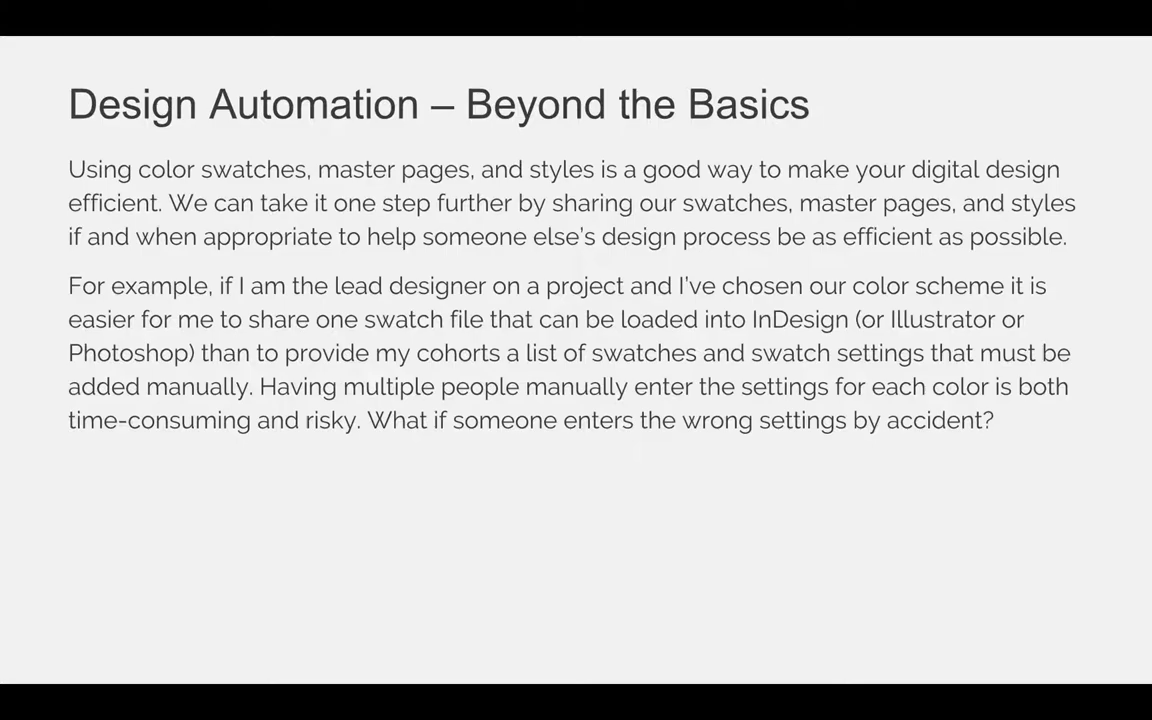 Design Automation – Beyond the Basics
Using color swatches, master pages, and styles is a good way to make your digital design
efficient. We can take it one step further by sharing our swatches, master pages, and styles
if and when appropriate to help someone else’s design process be as efficient as possible.
For example, if I am the lead designer on a project and I’ve chosen our color scheme it is
easier for me to share one swatch file that can be loaded into InDesign (or Illustrator or
Photoshop) than to provide my cohorts a list of swatches and swatch settings that must be
added manually. Having multiple people manually enter the settings for each color is both
time-consuming and risky. What if someone enters the wrong settings by accident?